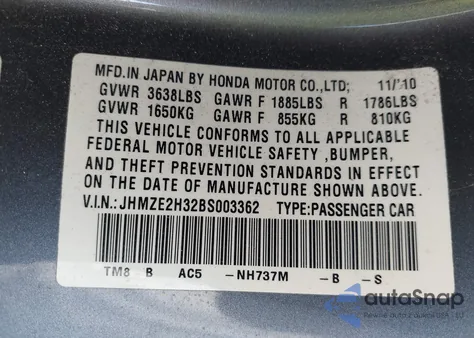 MFD.IN JAPAN BY HONDA MOTOR CO.,LTD; 11/'10
GVWR 3638LBS GAWR F 1885LBS R 1786LBS
GVWR 1650KG GAWR F 855KG R 810KG
THIS VEHICLE CONFORMS TO ALL APPLICABLE
FEDERAL MOTOR VEHICLE SAFETY ,BUMPER,
AND THEFT PREVENTION STANDARDS IN EFFECT
ON THE DATE OF MANUFACTURE SHOWN ABOVE.
V.I.N.:JHMZE2H32BS003362 TYPE:PASSENGER CAR
TM8 B AC5 -NH737M -B -S
autoSnap